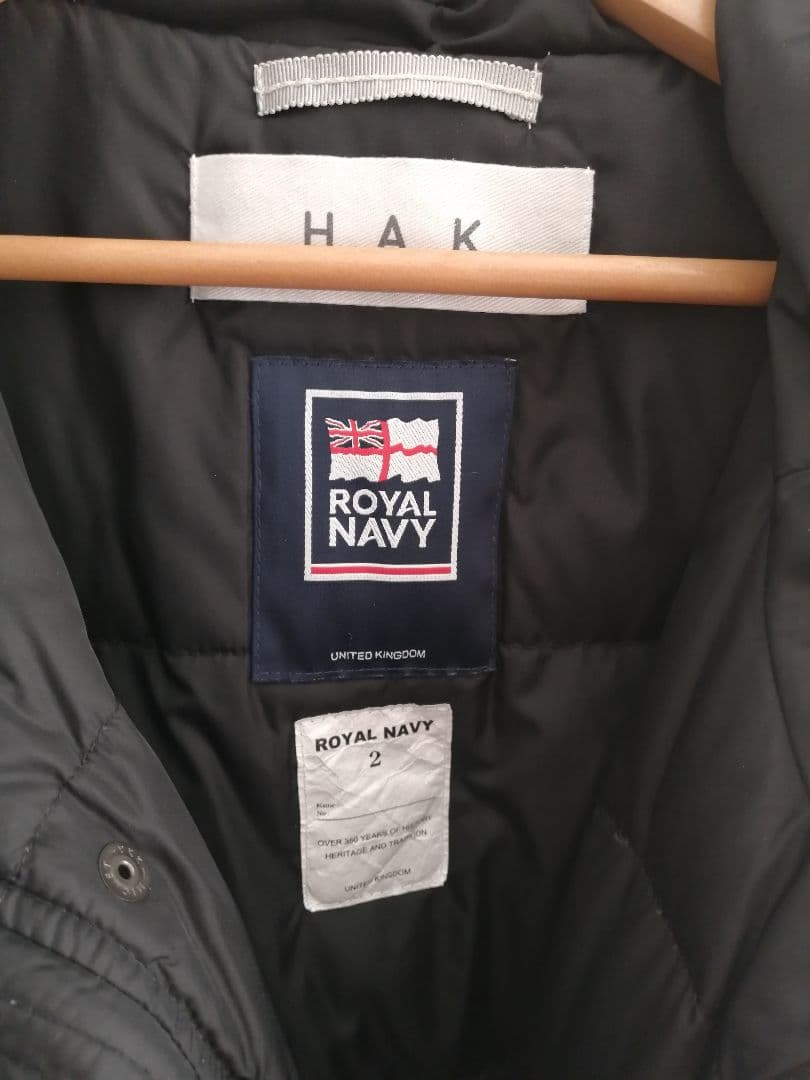 HAK
ROYAL
NAVY
UNITED KINGDOM
ROYAL NAVY
2
Name
No
OVER 350 YEARS OF HISTORY
HERITAGE AND TRADITION
UNITED KINGDOM